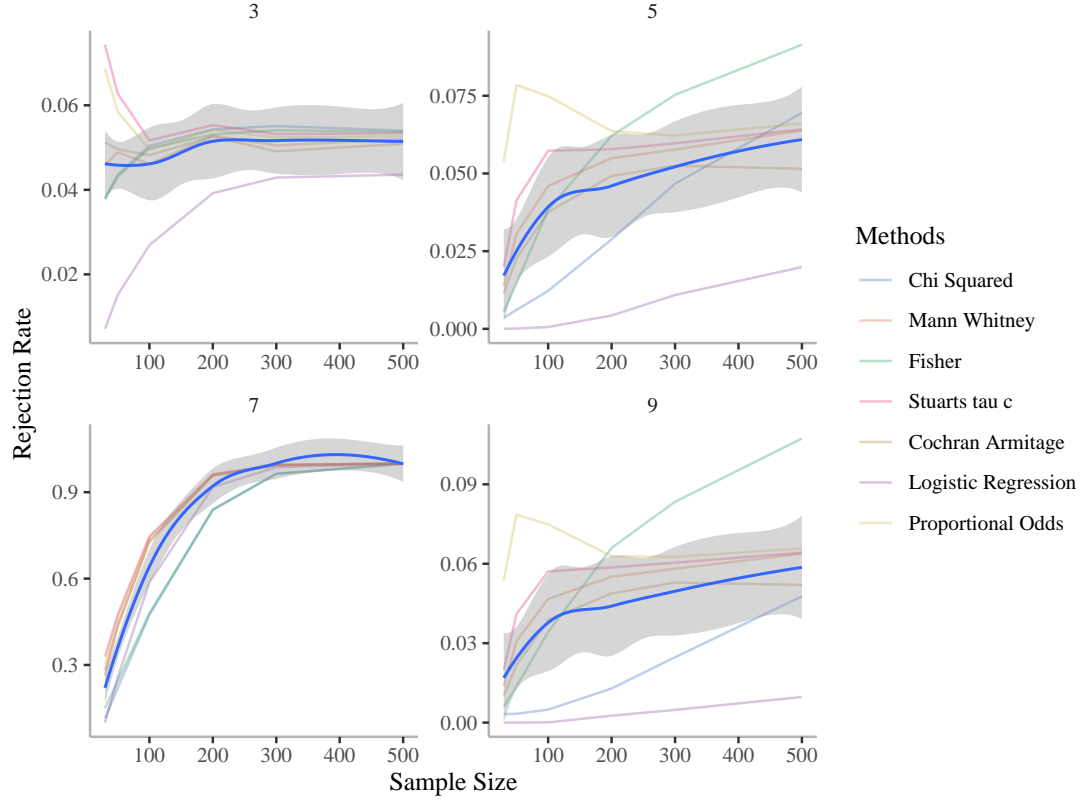 3
5
0.06
0.04
0.02
100 200 300 400 500
0.075
0.050
0.025
0.000
100 200 300 400 500
7
9
0.9
0.6
0.3
100 200 300 400 500
0.09
0.06
0.03
0.00
100 200 300 400 500
Rejection Rate
Sample Size
Methods
Chi Squared
Mann Whitney
Fisher
Stuarts tau c
Cochran Armitage
Logistic Regression
Proportional Odds